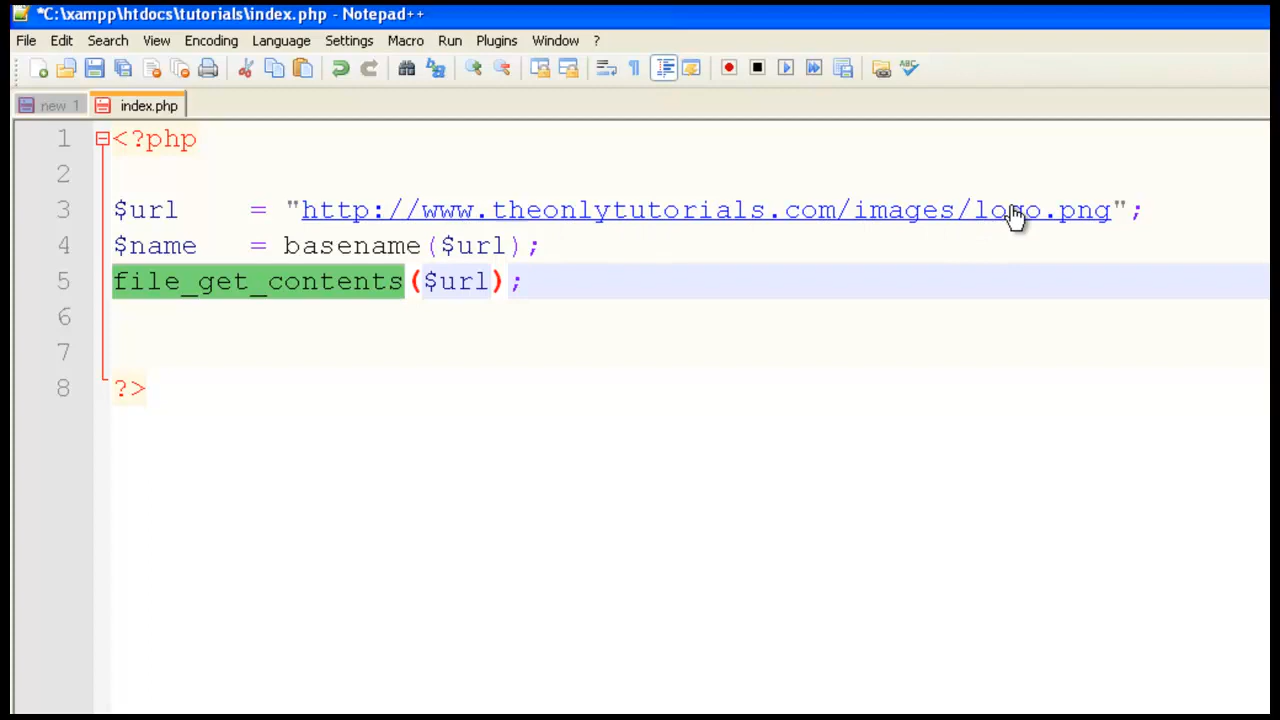 *C:\xampp\htdocs\tutorials\index.php - Notepad++
File Edit Search View Encoding Language Settings Macro Run Plugins Window ?
new 1 index.php
1 <?php
2
3 $url = "http://www.theonlytutorials.com/images/logo.png";
4 $name = basename($url);
5 file_get_contents($url);
6
7
8 ?>